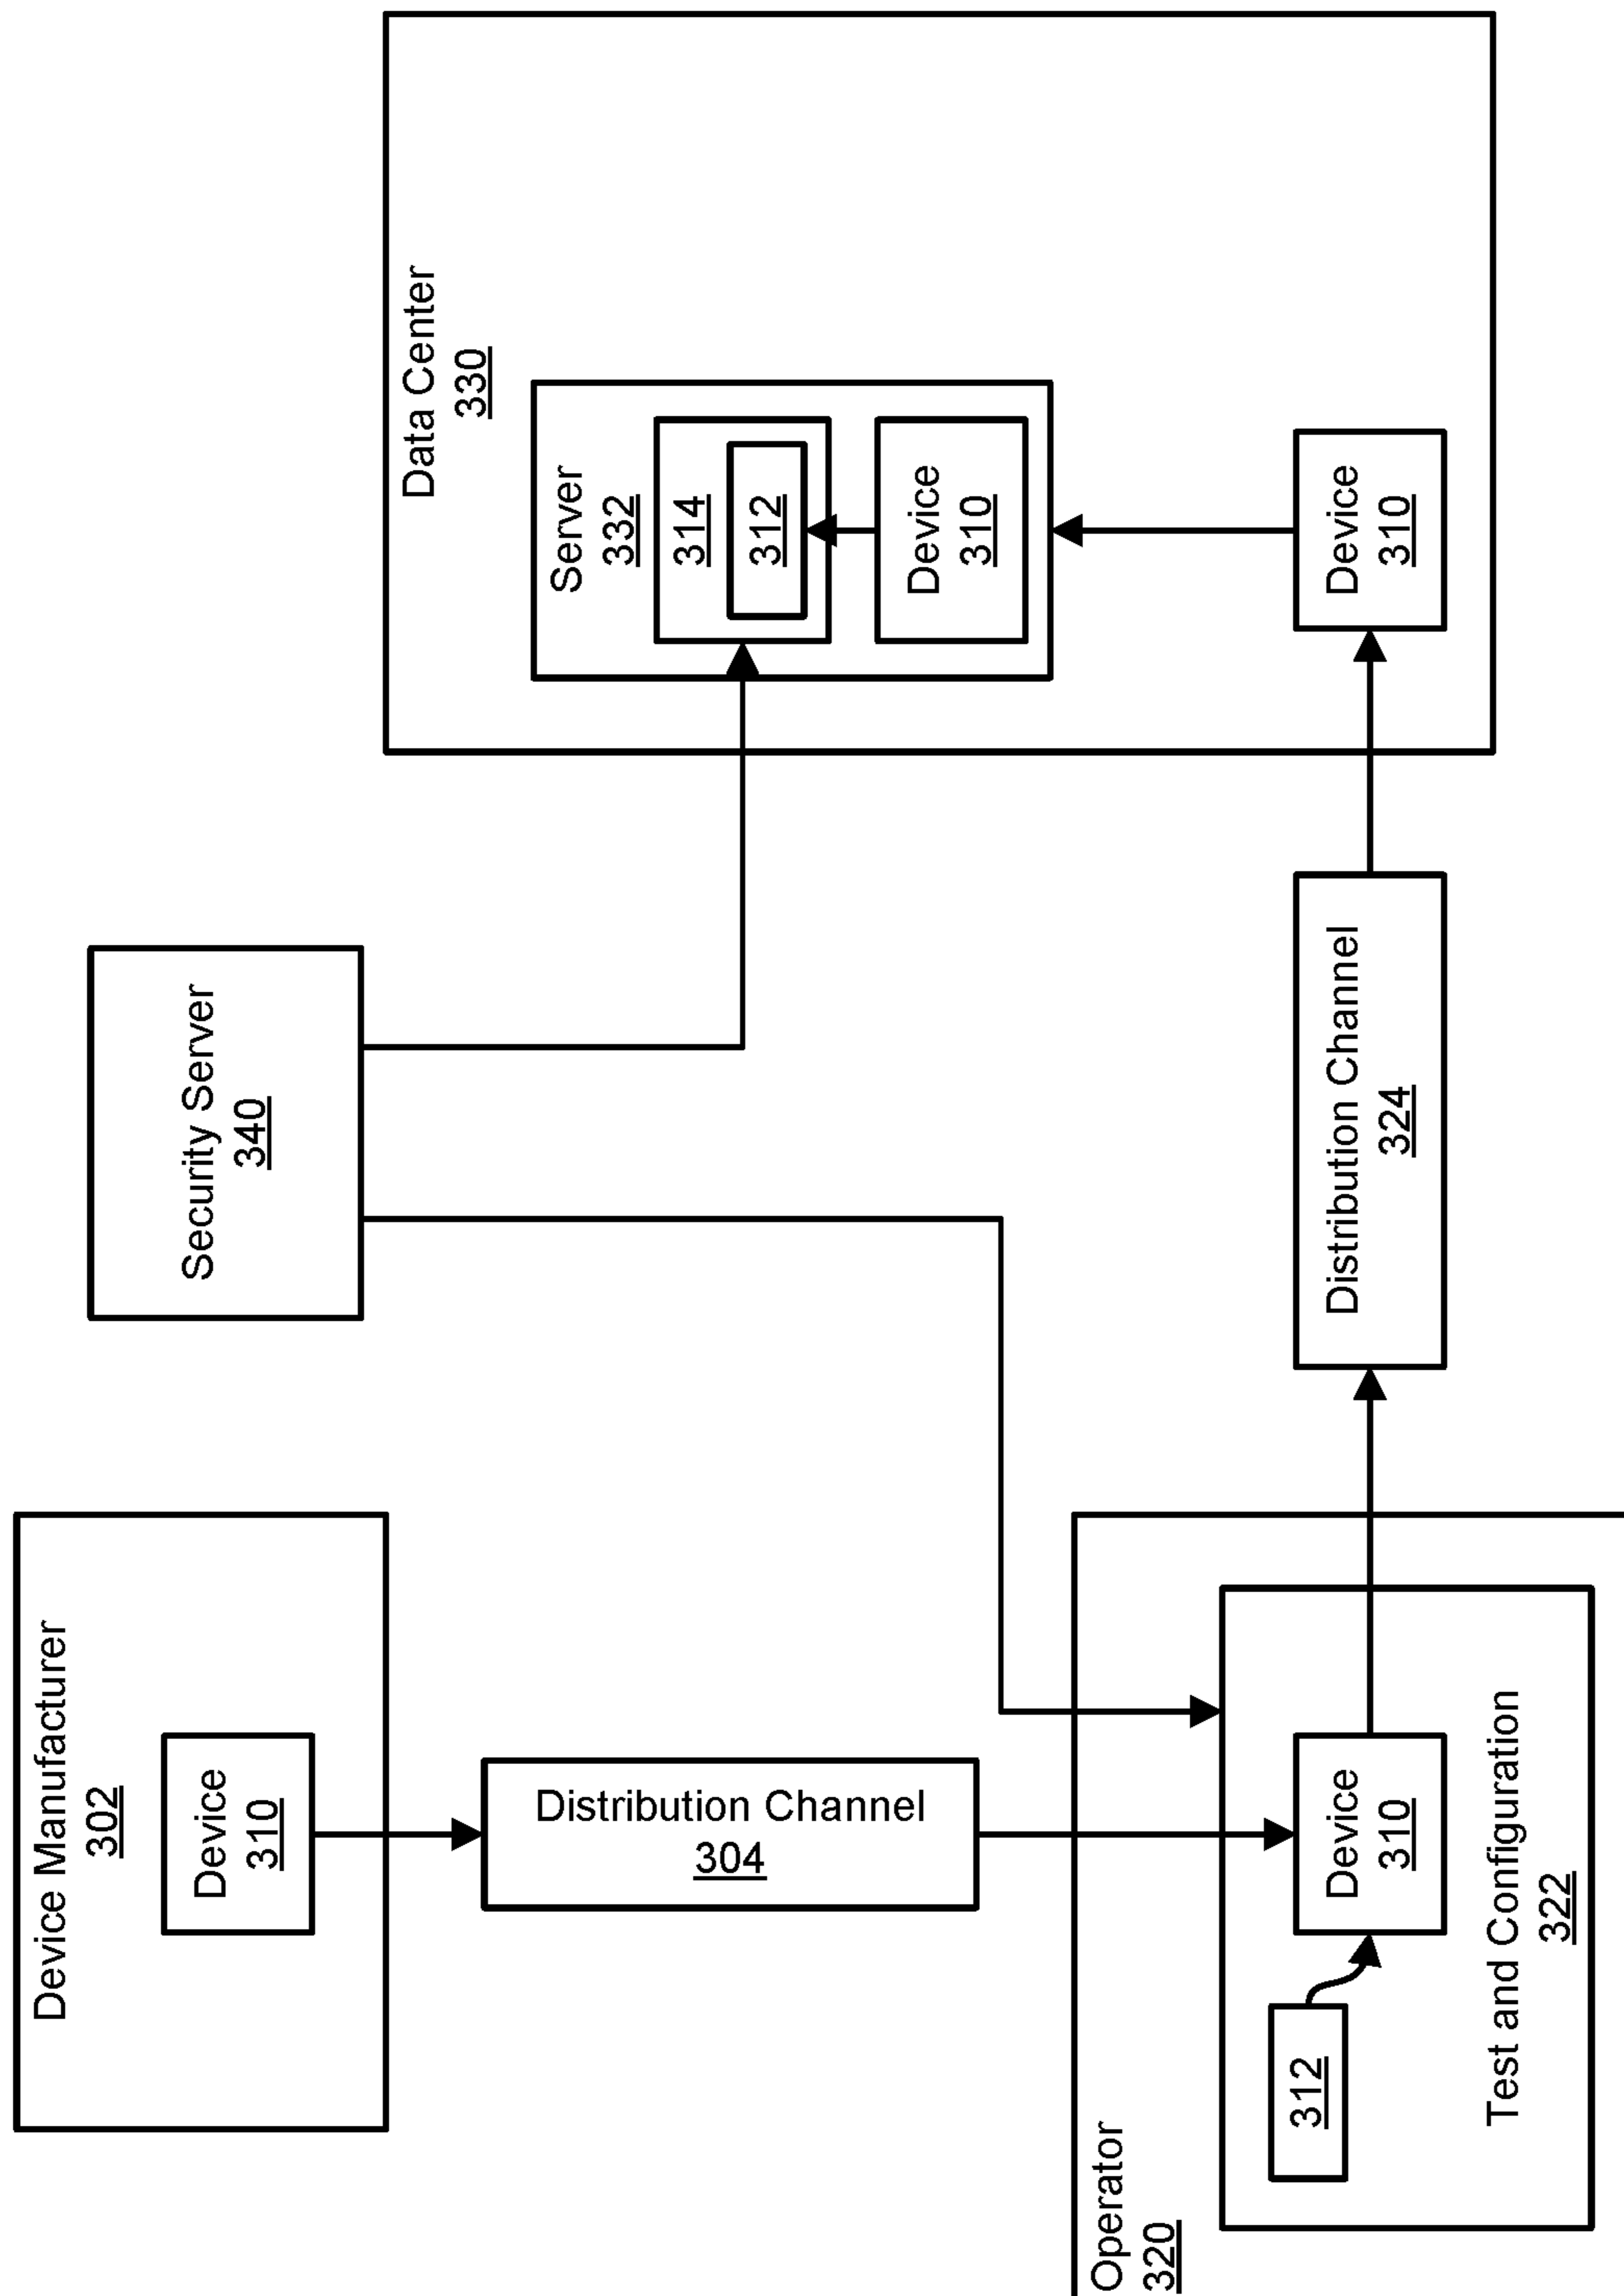 Device Manufacturer
302
Device
310
Distribution Channel
304
Operator
320
312
Device
310
Test and Configuration
322
Security Server
340
Distribution Channel
324
Data Center
330
Server
332
314
312
Device
310
Device
310